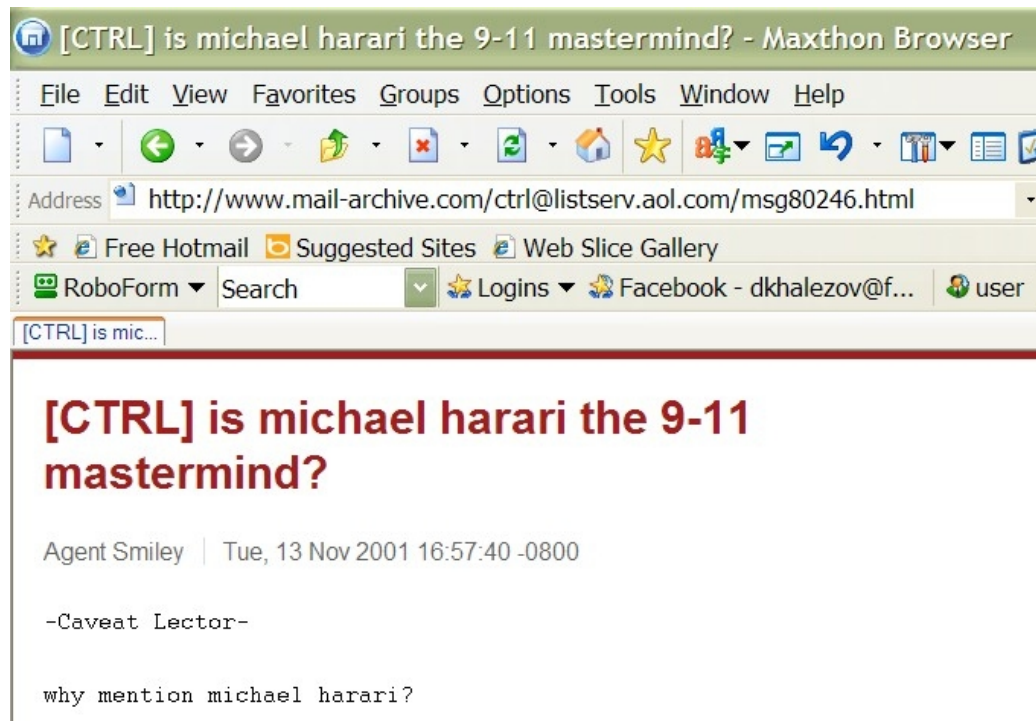 [CTRL] is michael harari the 9-11 mastermind? - Maxthon Browser
File Edit View Favorites Groups Options Tools Window Help
Address http://www.mail-archive.com/ctrl@listserv.aol.com/msg80246.html
Free Hotmail Suggested Sites Web Slice Gallery
RoboForm Search Logins Facebook - dkhalezov@f... user
[CTRL] is mic...
[CTRL] is michael harari the 9-11
mastermind?
Agent Smiley Tue, 13 Nov 2001 16:57:40 -0800
-Caveat Lector-
why mention michael harari?